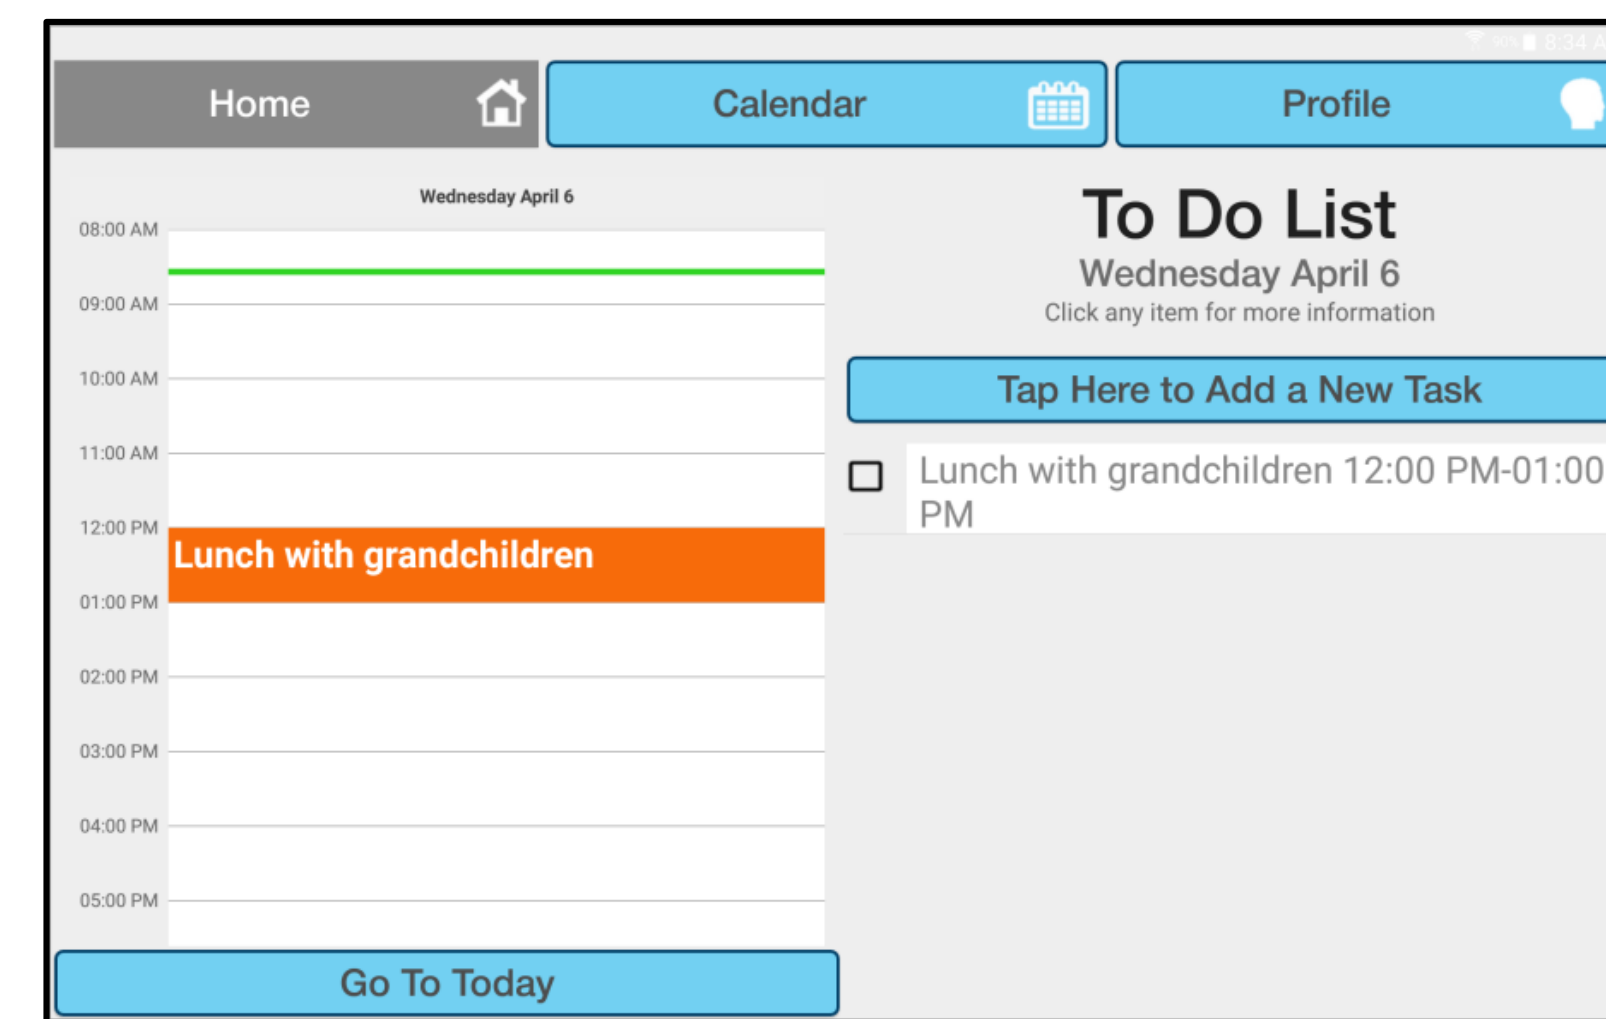 90% 8:34 A
Home
Calendar
Profile
Wednesday April 6
08:00 AM
09:00 AM
10:00 AM
11:00 AM
12:00 PM
Lunch with grandchildren
01:00 PM
02:00 PM
03:00 PM
04:00 PM
05:00 PM
Go To Today
To Do List
Wednesday April 6
Click any item for more information
Tap Here to Add a New Task
Lunch with grandchildren 12:00 PM-01:00
PM